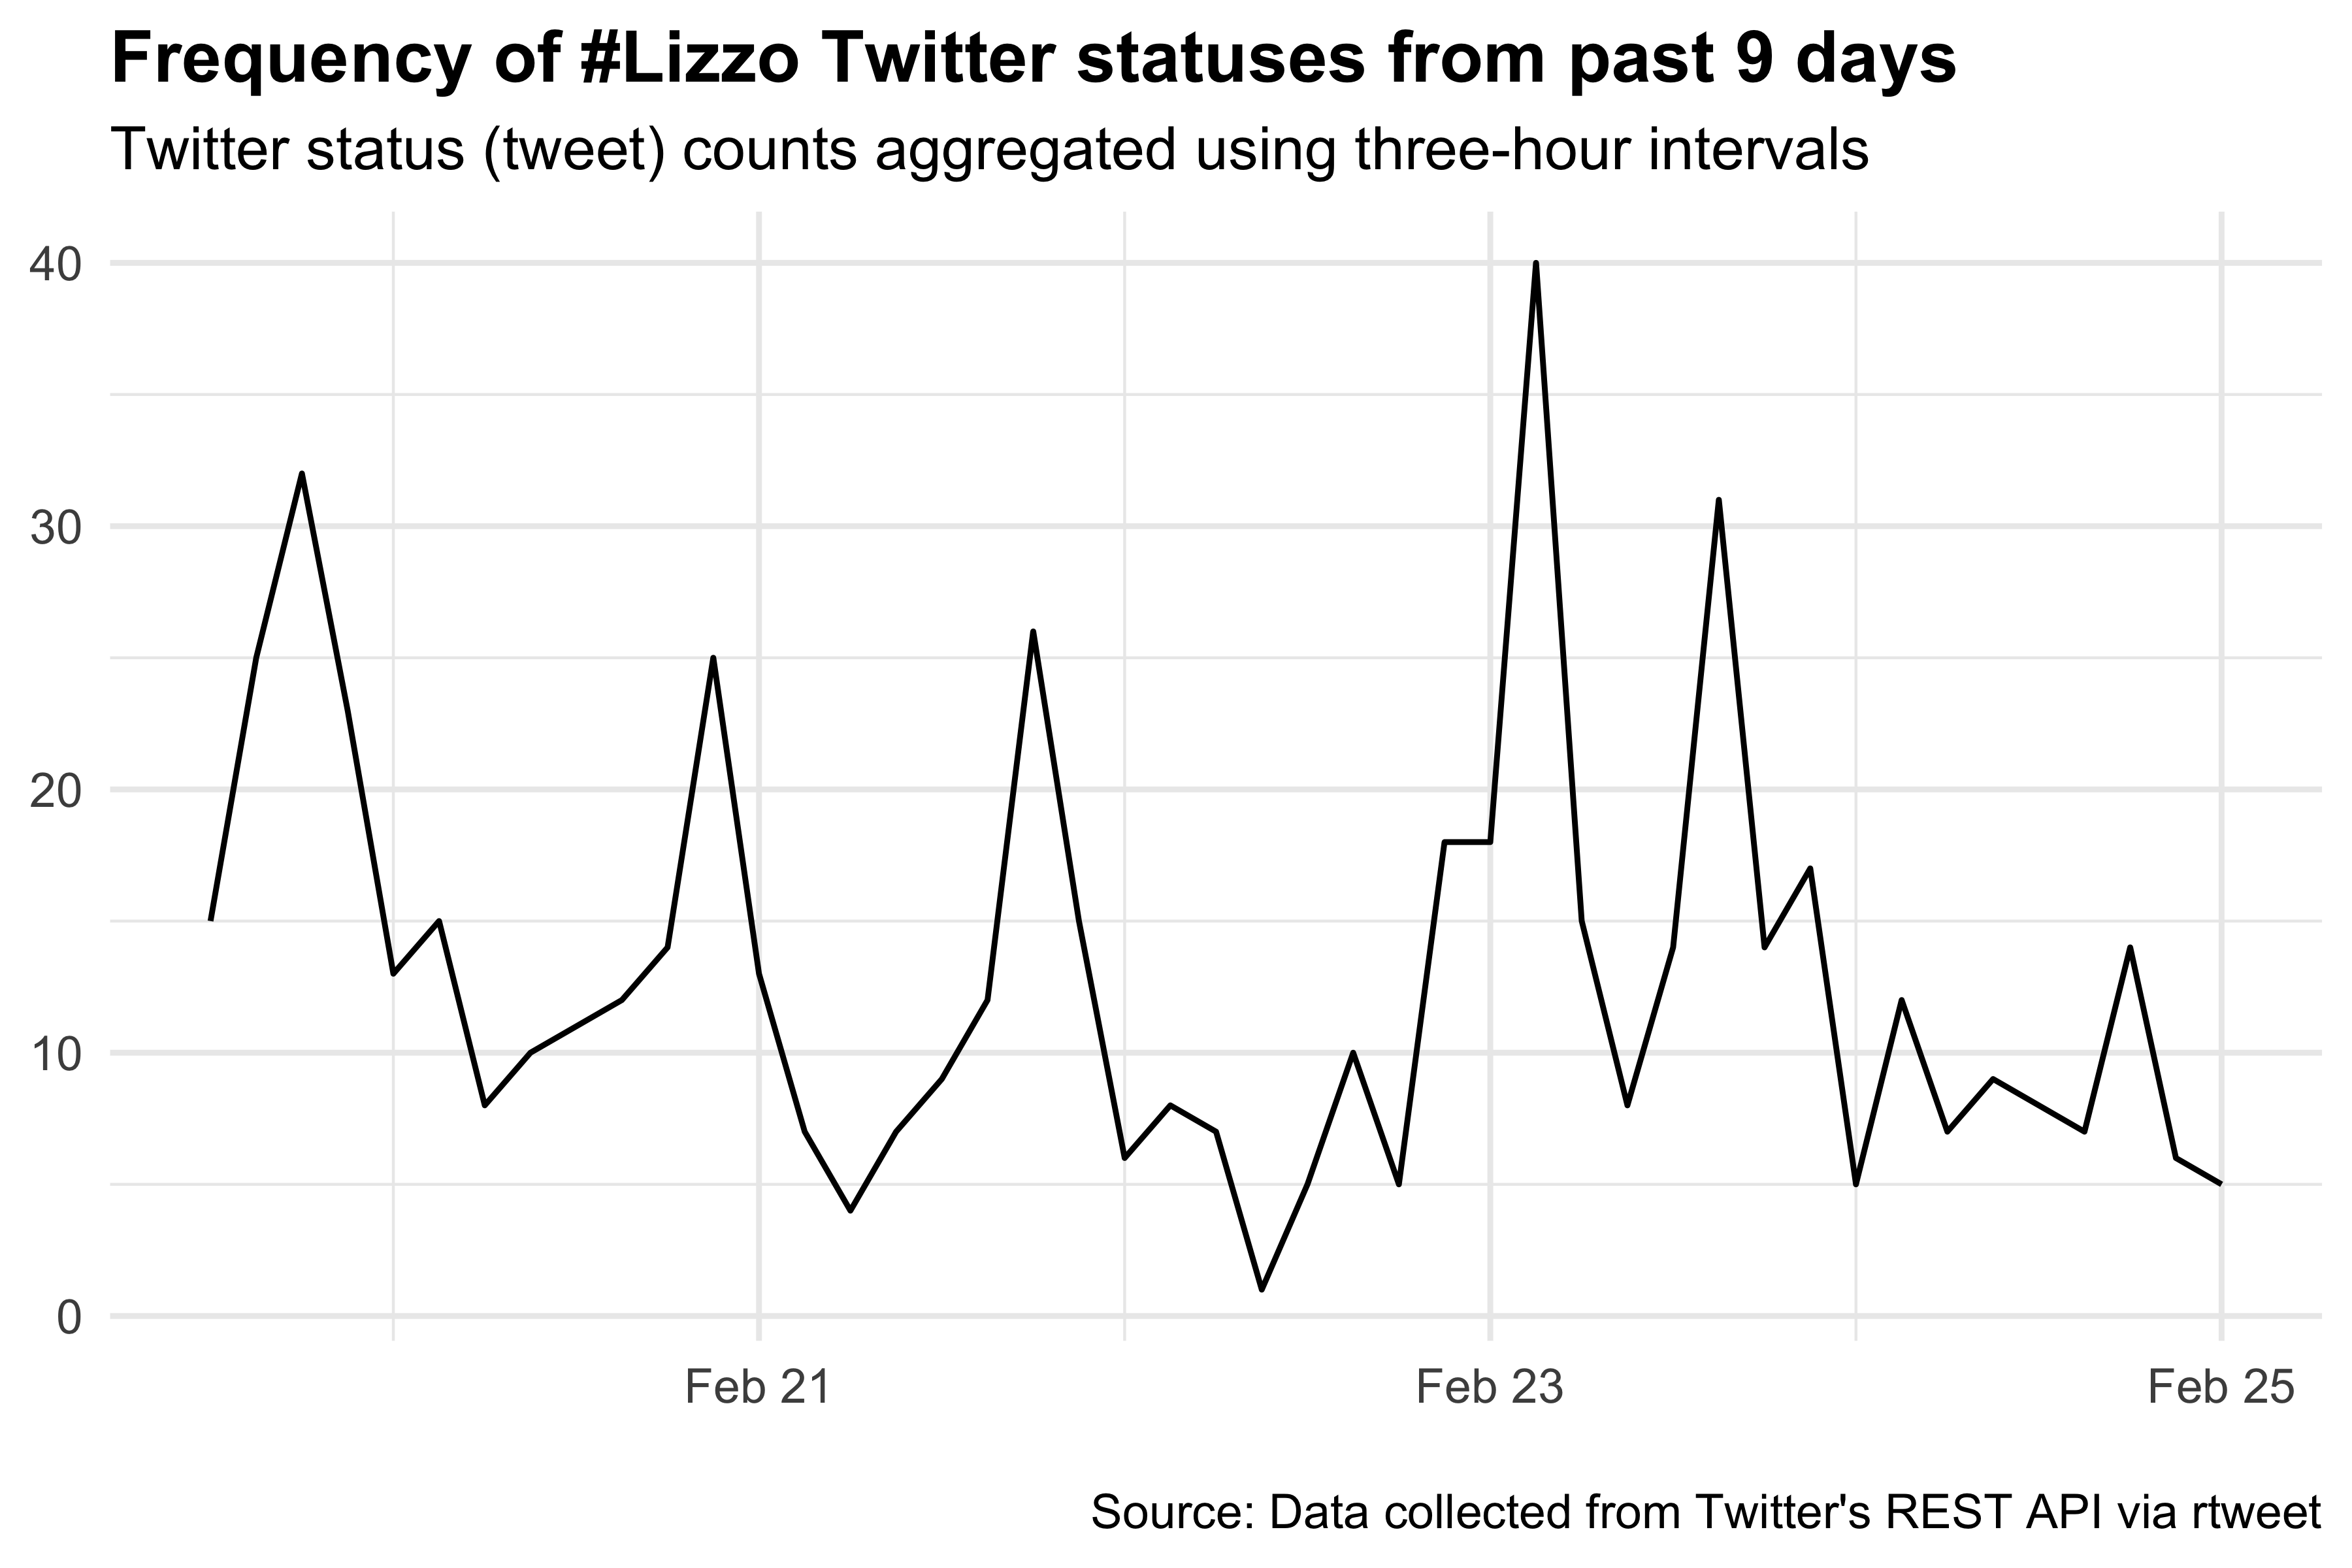 Frequency of #Lizzo Twitter statuses from past 9 days
Twitter status (tweet) counts aggregated using three-hour intervals
40
30
20
10
0
Feb 21 Feb 23 Feb 25
Source: Data collected from Twitter's REST API via rtweet